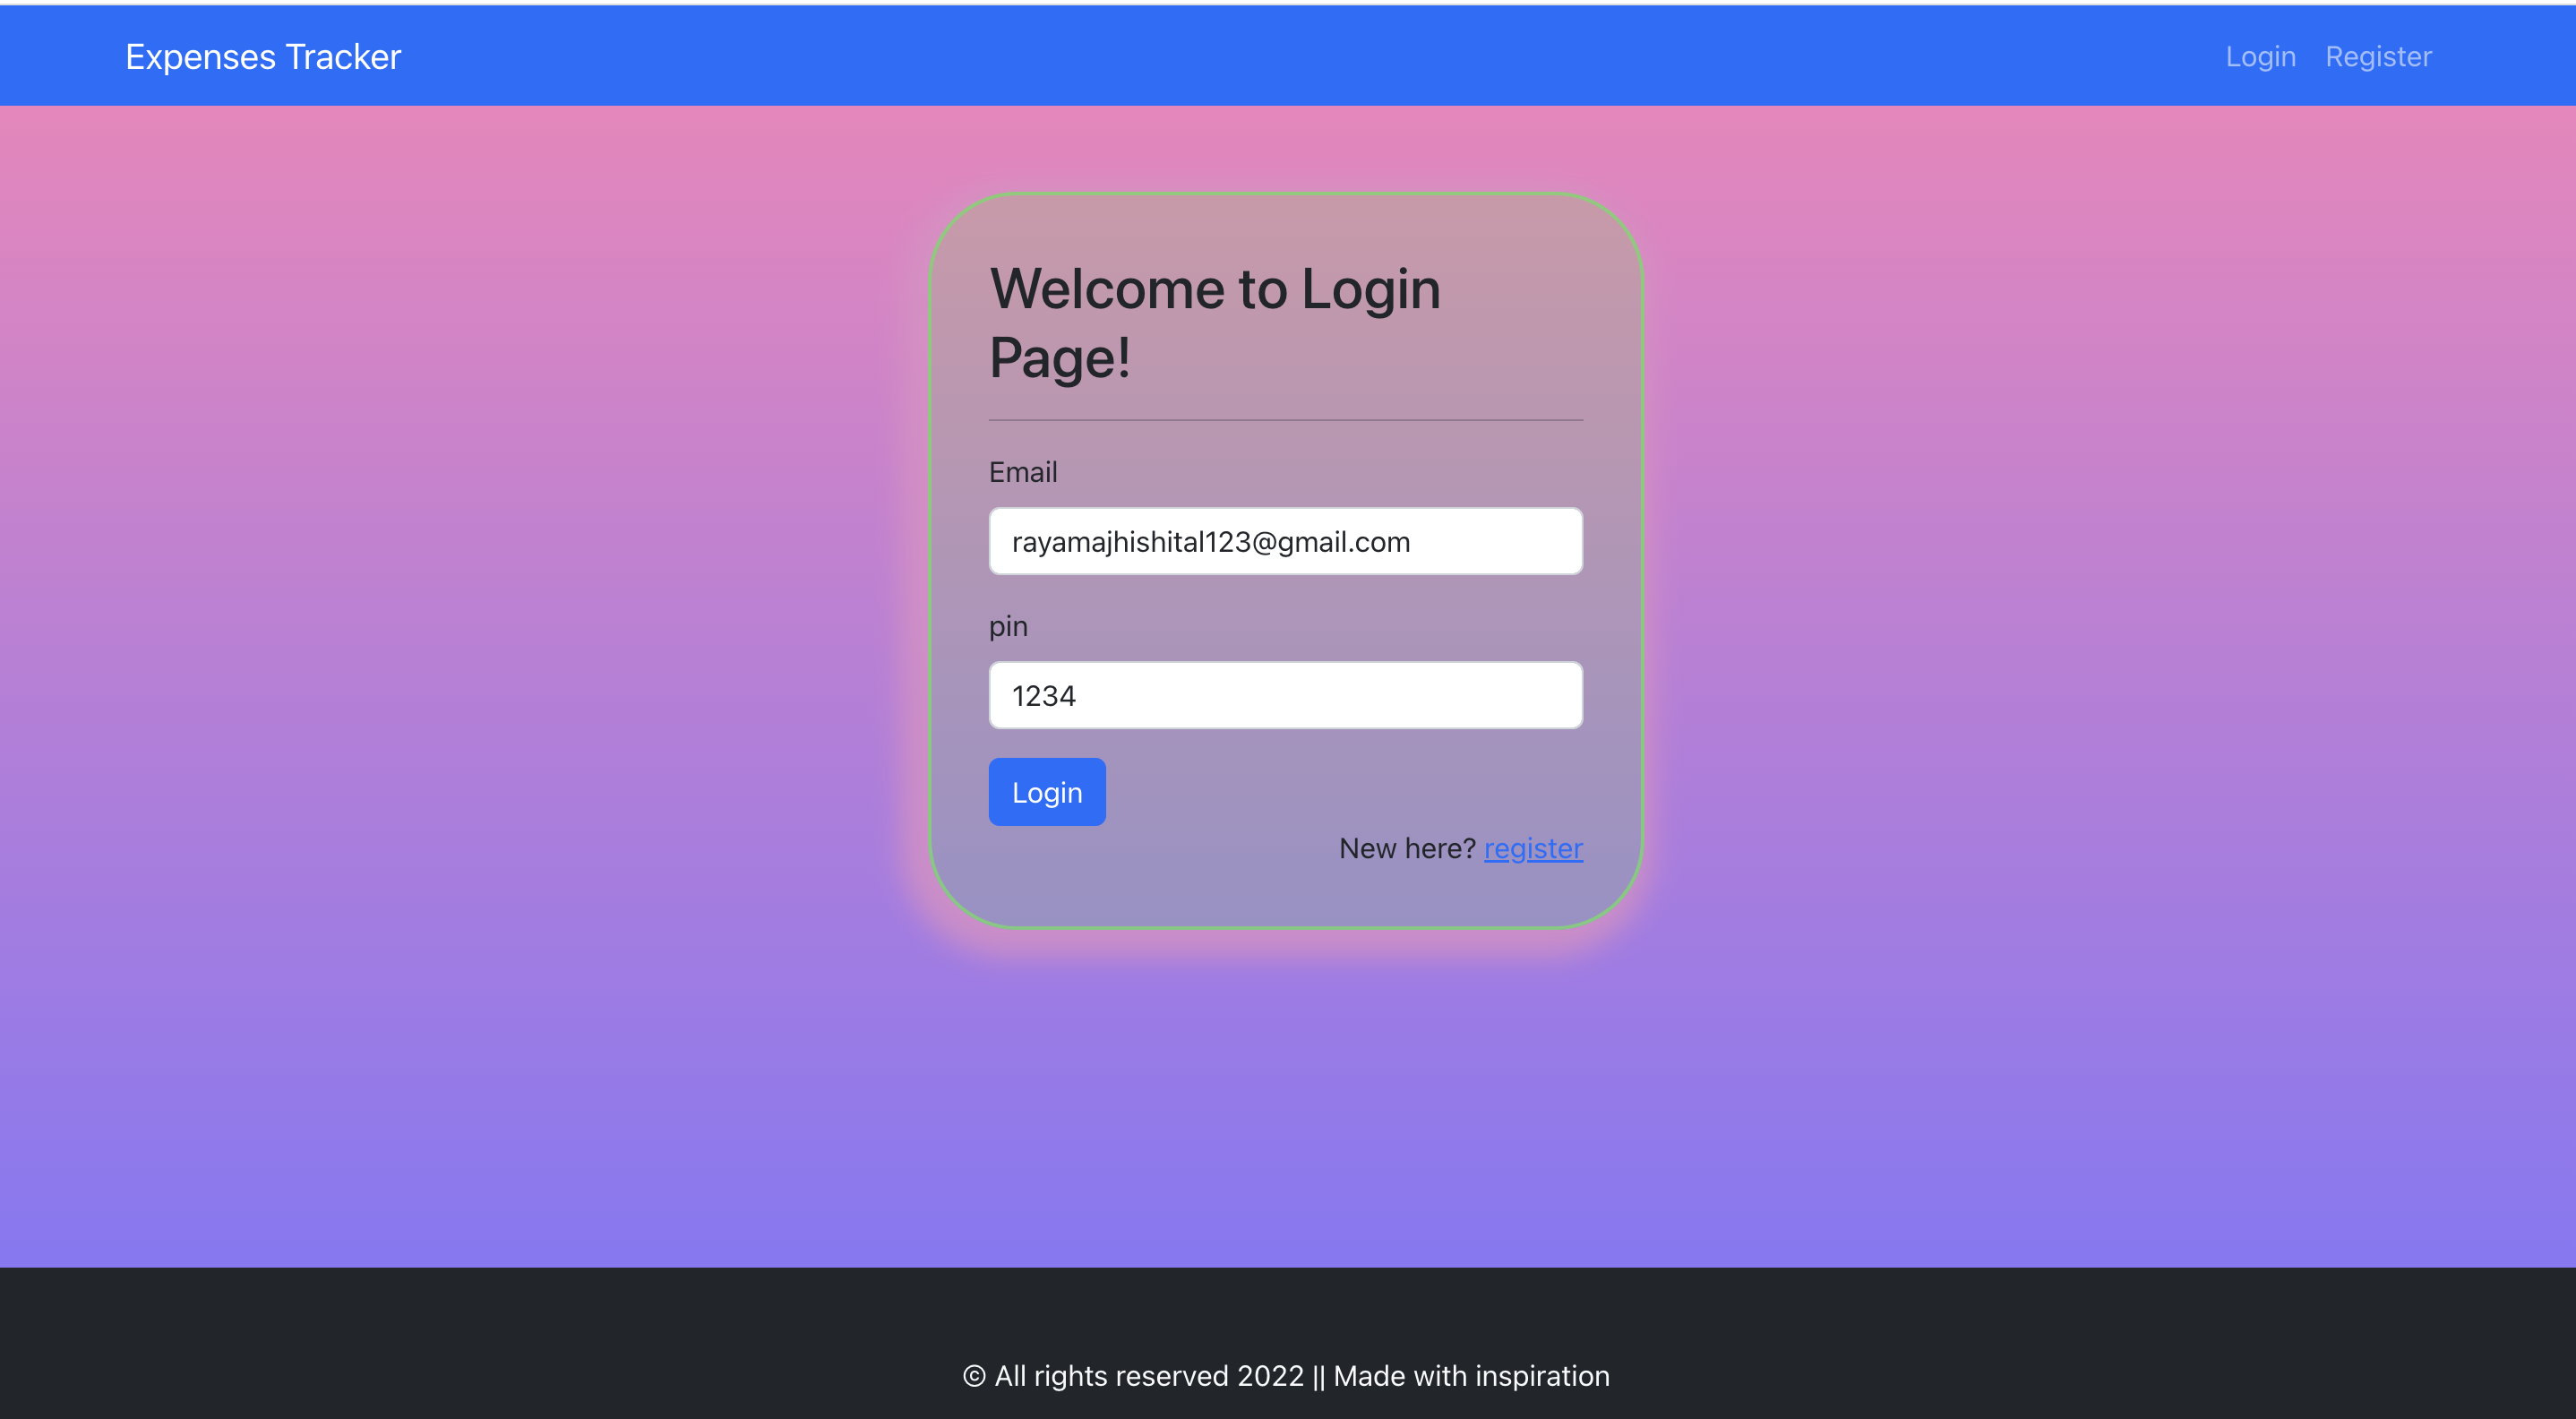 Expenses Tracker
Login Register
Welcome to Login
Page!
Email
rayamajhishital123@gmail.com
pin
1234
Login
New here? register
© All rights reserved 2022 || Made with inspiration